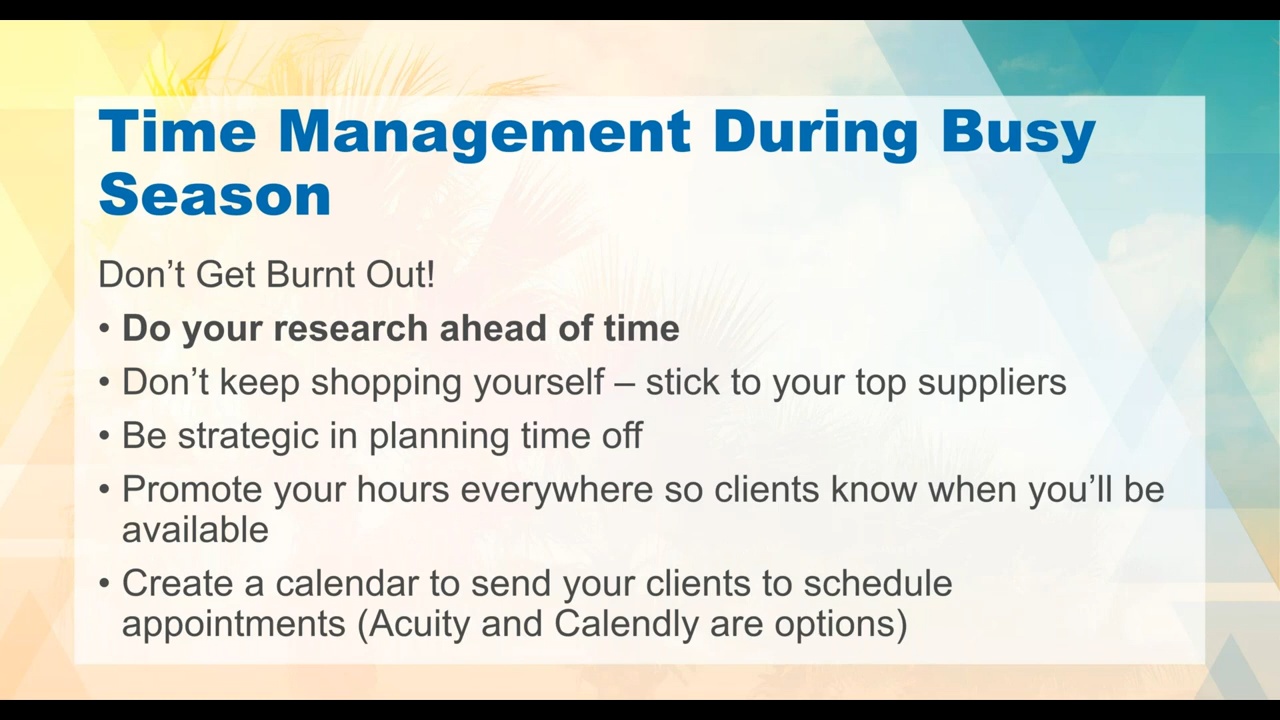 Time Management During Busy
Season
Don’t Get Burnt Out!
• Do your research ahead of time
• Don’t keep shopping yourself – stick to your top suppliers
• Be strategic in planning time off
• Promote your hours everywhere so clients know when you’ll be
available
• Create a calendar to send your clients to schedule
appointments (Acuity and Calendly are options)